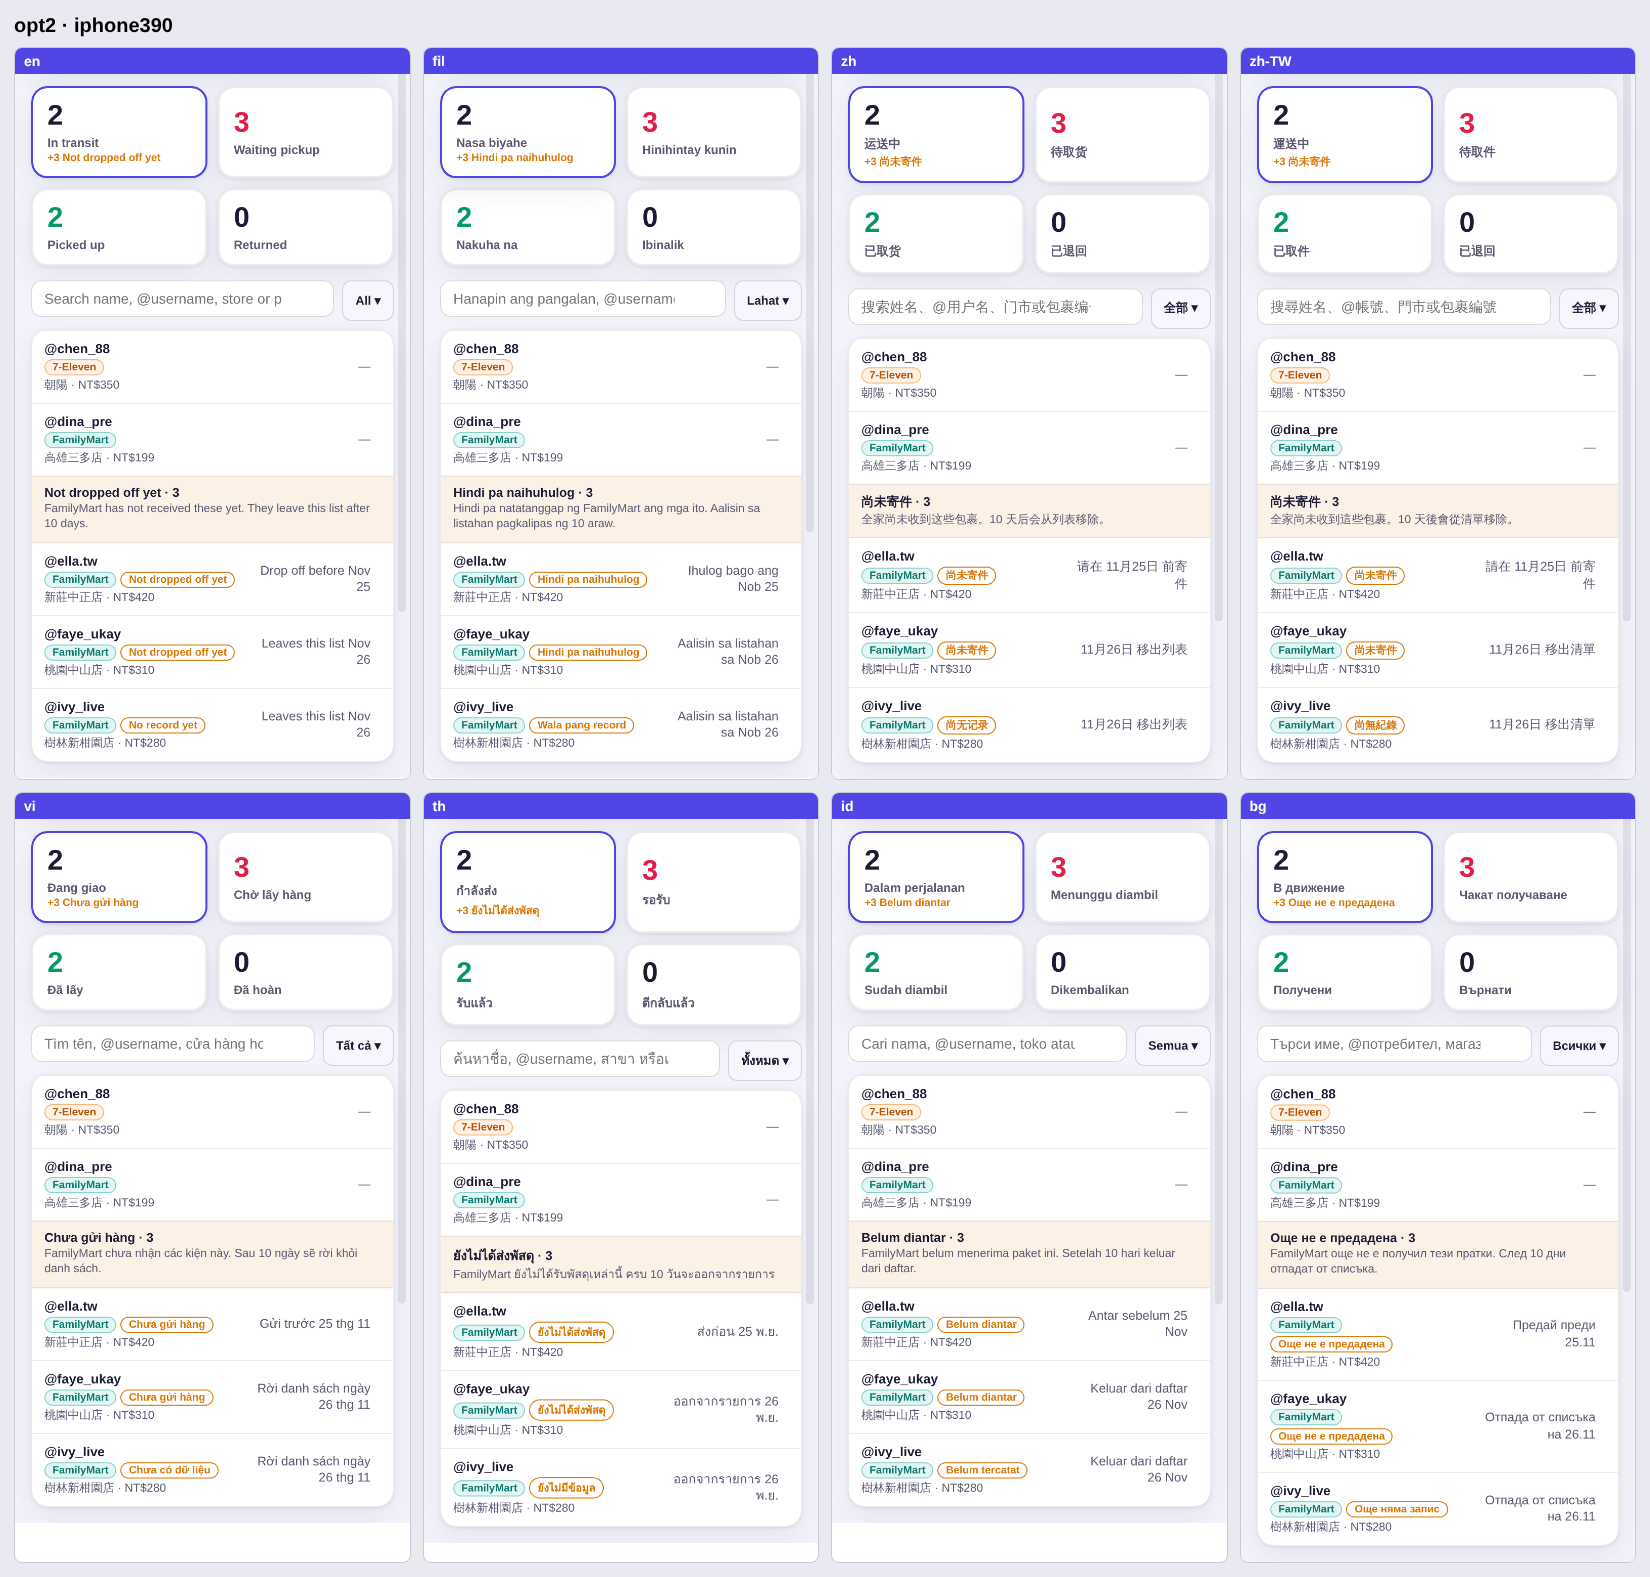 opt2 · iphone390
en
2
In transit
+3 Not dropped off yet
3
Waiting pickup
2
Picked up
0
Returned
Search name, @username, store or p
All ▾
@chen_88
7-Eleven
—
朝陽 · NT$350
@dina_pre
FamilyMart
—
高雄三多店 · NT$199
Not dropped off yet · 3
FamilyMart has not received these yet. They leave this list after
10 days.
@ella.tw
FamilyMart Not dropped off yet
新莊中正店 · NT$420
Drop off before Nov
25
@faye_ukay
FamilyMart Not dropped off yet
桃園中山店 · NT$310
Leaves this list Nov
26
@ivy_live
FamilyMart No record yet
樹林新柑園店 · NT$280
Leaves this list Nov
26
fil
2
Nasa biyahe
+3 Hindi pa naihuhulog
3
Hinihintay kunin
2
Nakuha na
0
Ibinalik
Hanapin ang pangalan, @usernam
Lahat ▾
@chen_88
7-Eleven
—
朝陽 · NT$350
@dina_pre
FamilyMart
—
高雄三多店 · NT$199
Hindi pa naihuhulog · 3
Hindi pa natatanggap ng FamilyMart ang mga ito. Aalisin sa
listahan pagkalipas ng 10 araw.
@ella.tw
FamilyMart Hindi pa naihuhulog
新莊中正店 · NT$420
Ihulog bago ang
Nob 25
@faye_ukay
FamilyMart Hindi pa naihuhulog
桃園中山店 · NT$310
Aalisin sa listahan
sa Nob 26
@ivy_live
FamilyMart Wala pang record
樹林新柑園店 · NT$280
Aalisin sa listahan
sa Nob 26
zh
2
运送中
+3 尚未寄件
3
待取货
2
已取货
0
已退回
搜索姓名、@用户名、门市或包裹编
全部 ▾
@chen_88
7-Eleven
—
朝陽 · NT$350
@dina_pre
FamilyMart
—
高雄三多店 · NT$199
尚未寄件 · 3
全家尚未收到这些包裹。10 天后会从列表移除。
@ella.tw
FamilyMart 尚未寄件
新莊中正店 · NT$420
请在 11月25日 前寄
件
@faye_ukay
FamilyMart 尚未寄件
桃園中山店 · NT$310
11月26日 移出列表
@ivy_live
FamilyMart 尚无记录
樹林新柑園店 · NT$280
11月26日 移出列表
zh-TW
2
運送中
+3 尚未寄件
3
待取件
2
已取件
0
已退回
搜尋姓名、@帳號、門市或包裹編號
全部 ▾
@chen_88
7-Eleven
—
朝陽 · NT$350
@dina_pre
FamilyMart
—
高雄三多店 · NT$199
尚未寄件 · 3
全家尚未收到這些包裹。10 天後會從清單移除。
@ella.tw
FamilyMart 尚未寄件
新莊中正店 · NT$420
請在 11月25日 前寄
件
@faye_ukay
FamilyMart 尚未寄件
桃園中山店 · NT$310
11月26日 移出清單
@ivy_live
FamilyMart 尚無紀錄
樹林新柑園店 · NT$280
11月26日 移出清單
vi
2
Đang giao
+3 Chưa gửi hàng
3
Chờ lấy hàng
2
Đã lấy
0
Đã hoàn
Tìm tên, @username, cửa hàng hc
Tất cả ▾
@chen_88
7-Eleven
—
朝陽 · NT$350
@dina_pre
FamilyMart
—
高雄三多店 · NT$199
Chưa gửi hàng · 3
FamilyMart chưa nhận các kiện này. Sau 10 ngày sẽ rời khỏi
danh sách.
@ella.tw
FamilyMart Chưa gửi hàng
新莊中正店 · NT$420
Gửi trước 25 thg 11
@faye_ukay
FamilyMart Chưa gửi hàng
桃園中山店 · NT$310
Rời danh sách ngày
26 thg 11
@ivy_live
FamilyMart Chưa có dữ liệu
樹林新柑園店 · NT$280
Rời danh sách ngày
26 thg 11
th
2
กำลังส่ง
+3 ยังไม่ได้ส่งพัสดุ
3
รอรับ
2
รับแล้ว
0
ตีกลับแล้ว
ค้นหาชื่อ, @username, สาขา หรือเ
ทั้งหมด ▾
@chen_88
7-Eleven
—
朝陽 · NT$350
@dina_pre
FamilyMart
—
高雄三多店 · NT$199
ยังไม่ได้ส่งพัสดุ · 3
FamilyMart ยังไม่ได้รับพัสดุเหล่านี้ ครบ 10 วันจะออกจากรายการ
@ella.tw
FamilyMart ยังไม่ได้ส่งพัสดุ
新莊中正店 · NT$420
ส่งก่อน 25 พ.ย.
@faye_ukay
FamilyMart ยังไม่ได้ส่งพัสดุ
桃園中山店 · NT$310
ออกจากรายการ 26
พ.ย.
@ivy_live
FamilyMart ยังไม่มีข้อมูล
樹林新柑園店 · NT$280
ออกจากรายการ 26
พ.ย.
id
2
Dalam perjalanan
+3 Belum diantar
3
Menunggu diambil
2
Sudah diambil
0
Dikembalikan
Cari nama, @username, toko atau
Semua ▾
@chen_88
7-Eleven
—
朝陽 · NT$350
@dina_pre
FamilyMart
—
高雄三多店 · NT$199
Belum diantar · 3
FamilyMart belum menerima paket ini. Setelah 10 hari keluar
dari daftar.
@ella.tw
FamilyMart Belum diantar
新莊中正店 · NT$420
Antar sebelum 25
Nov
@faye_ukay
FamilyMart Belum diantar
桃園中山店 · NT$310
Keluar dari daftar
26 Nov
@ivy_live
FamilyMart Belum tercatat
樹林新柑園店 · NT$280
Keluar dari daftar
26 Nov
bg
2
В движение
+3 Още не е предадена
3
Чакат получаване
2
Получени
0
Върнати
Търси име, @потребител, магаз
Всички ▾
@chen_88
7-Eleven
—
朝陽 · NT$350
@dina_pre
FamilyMart
—
高雄三多店 · NT$199
Още не е предадена · 3
FamilyMart още не е получил тези пратки. След 10 дни
отпадат от списъка.
@ella.tw
FamilyMart
Още не е предадена
新莊中正店 · NT$420
Предай преди
25.11
@faye_ukay
FamilyMart
Още не е предадена
桃園中山店 · NT$310
Отпада от списъка
на 26.11
@ivy_live
FamilyMart Още няма запис
樹林新柑園店 · NT$280
Отпада от списъка
на 26.11